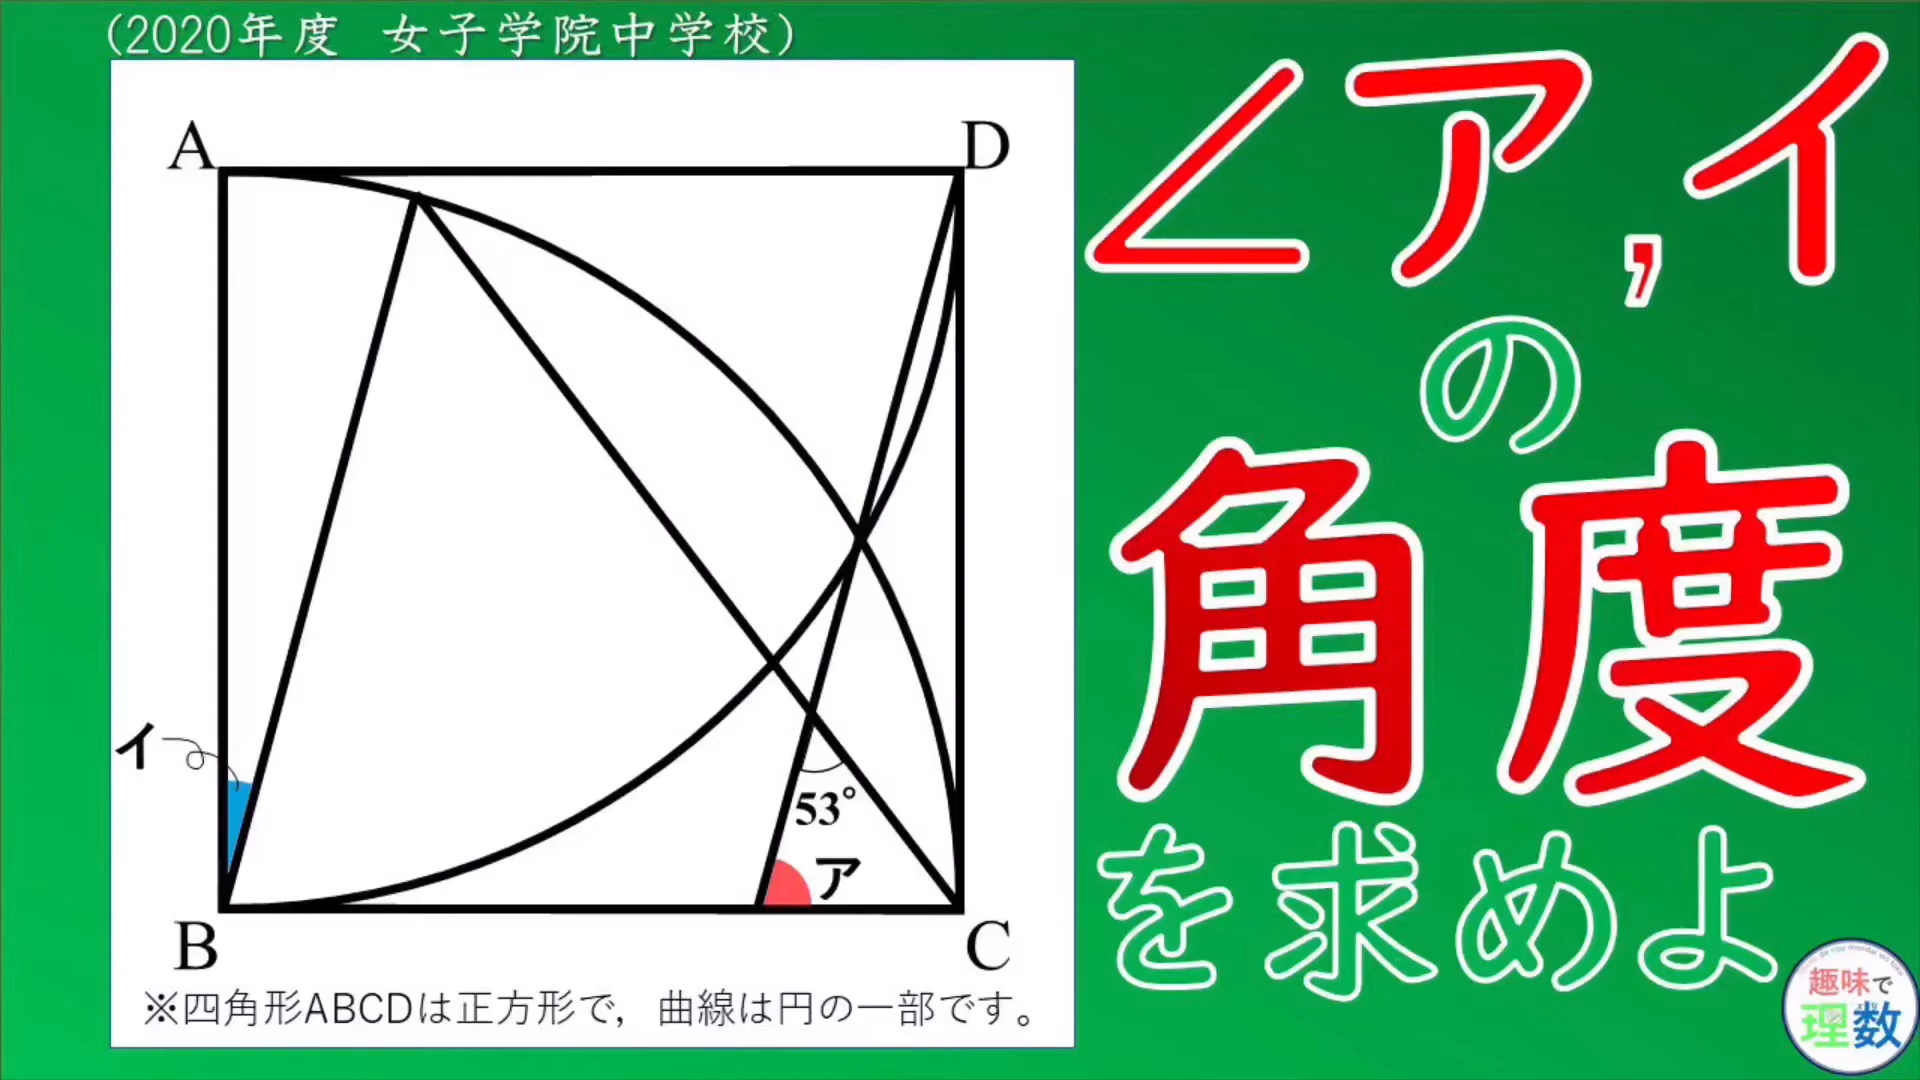 (2020年度 女子学院中学校)
A
D
∠ア,イ
の
角度
を求めよ
イ
53°
ア
B
C
※四角形ABCDは正方形で，曲線は円の一部です。
趣味で
理数